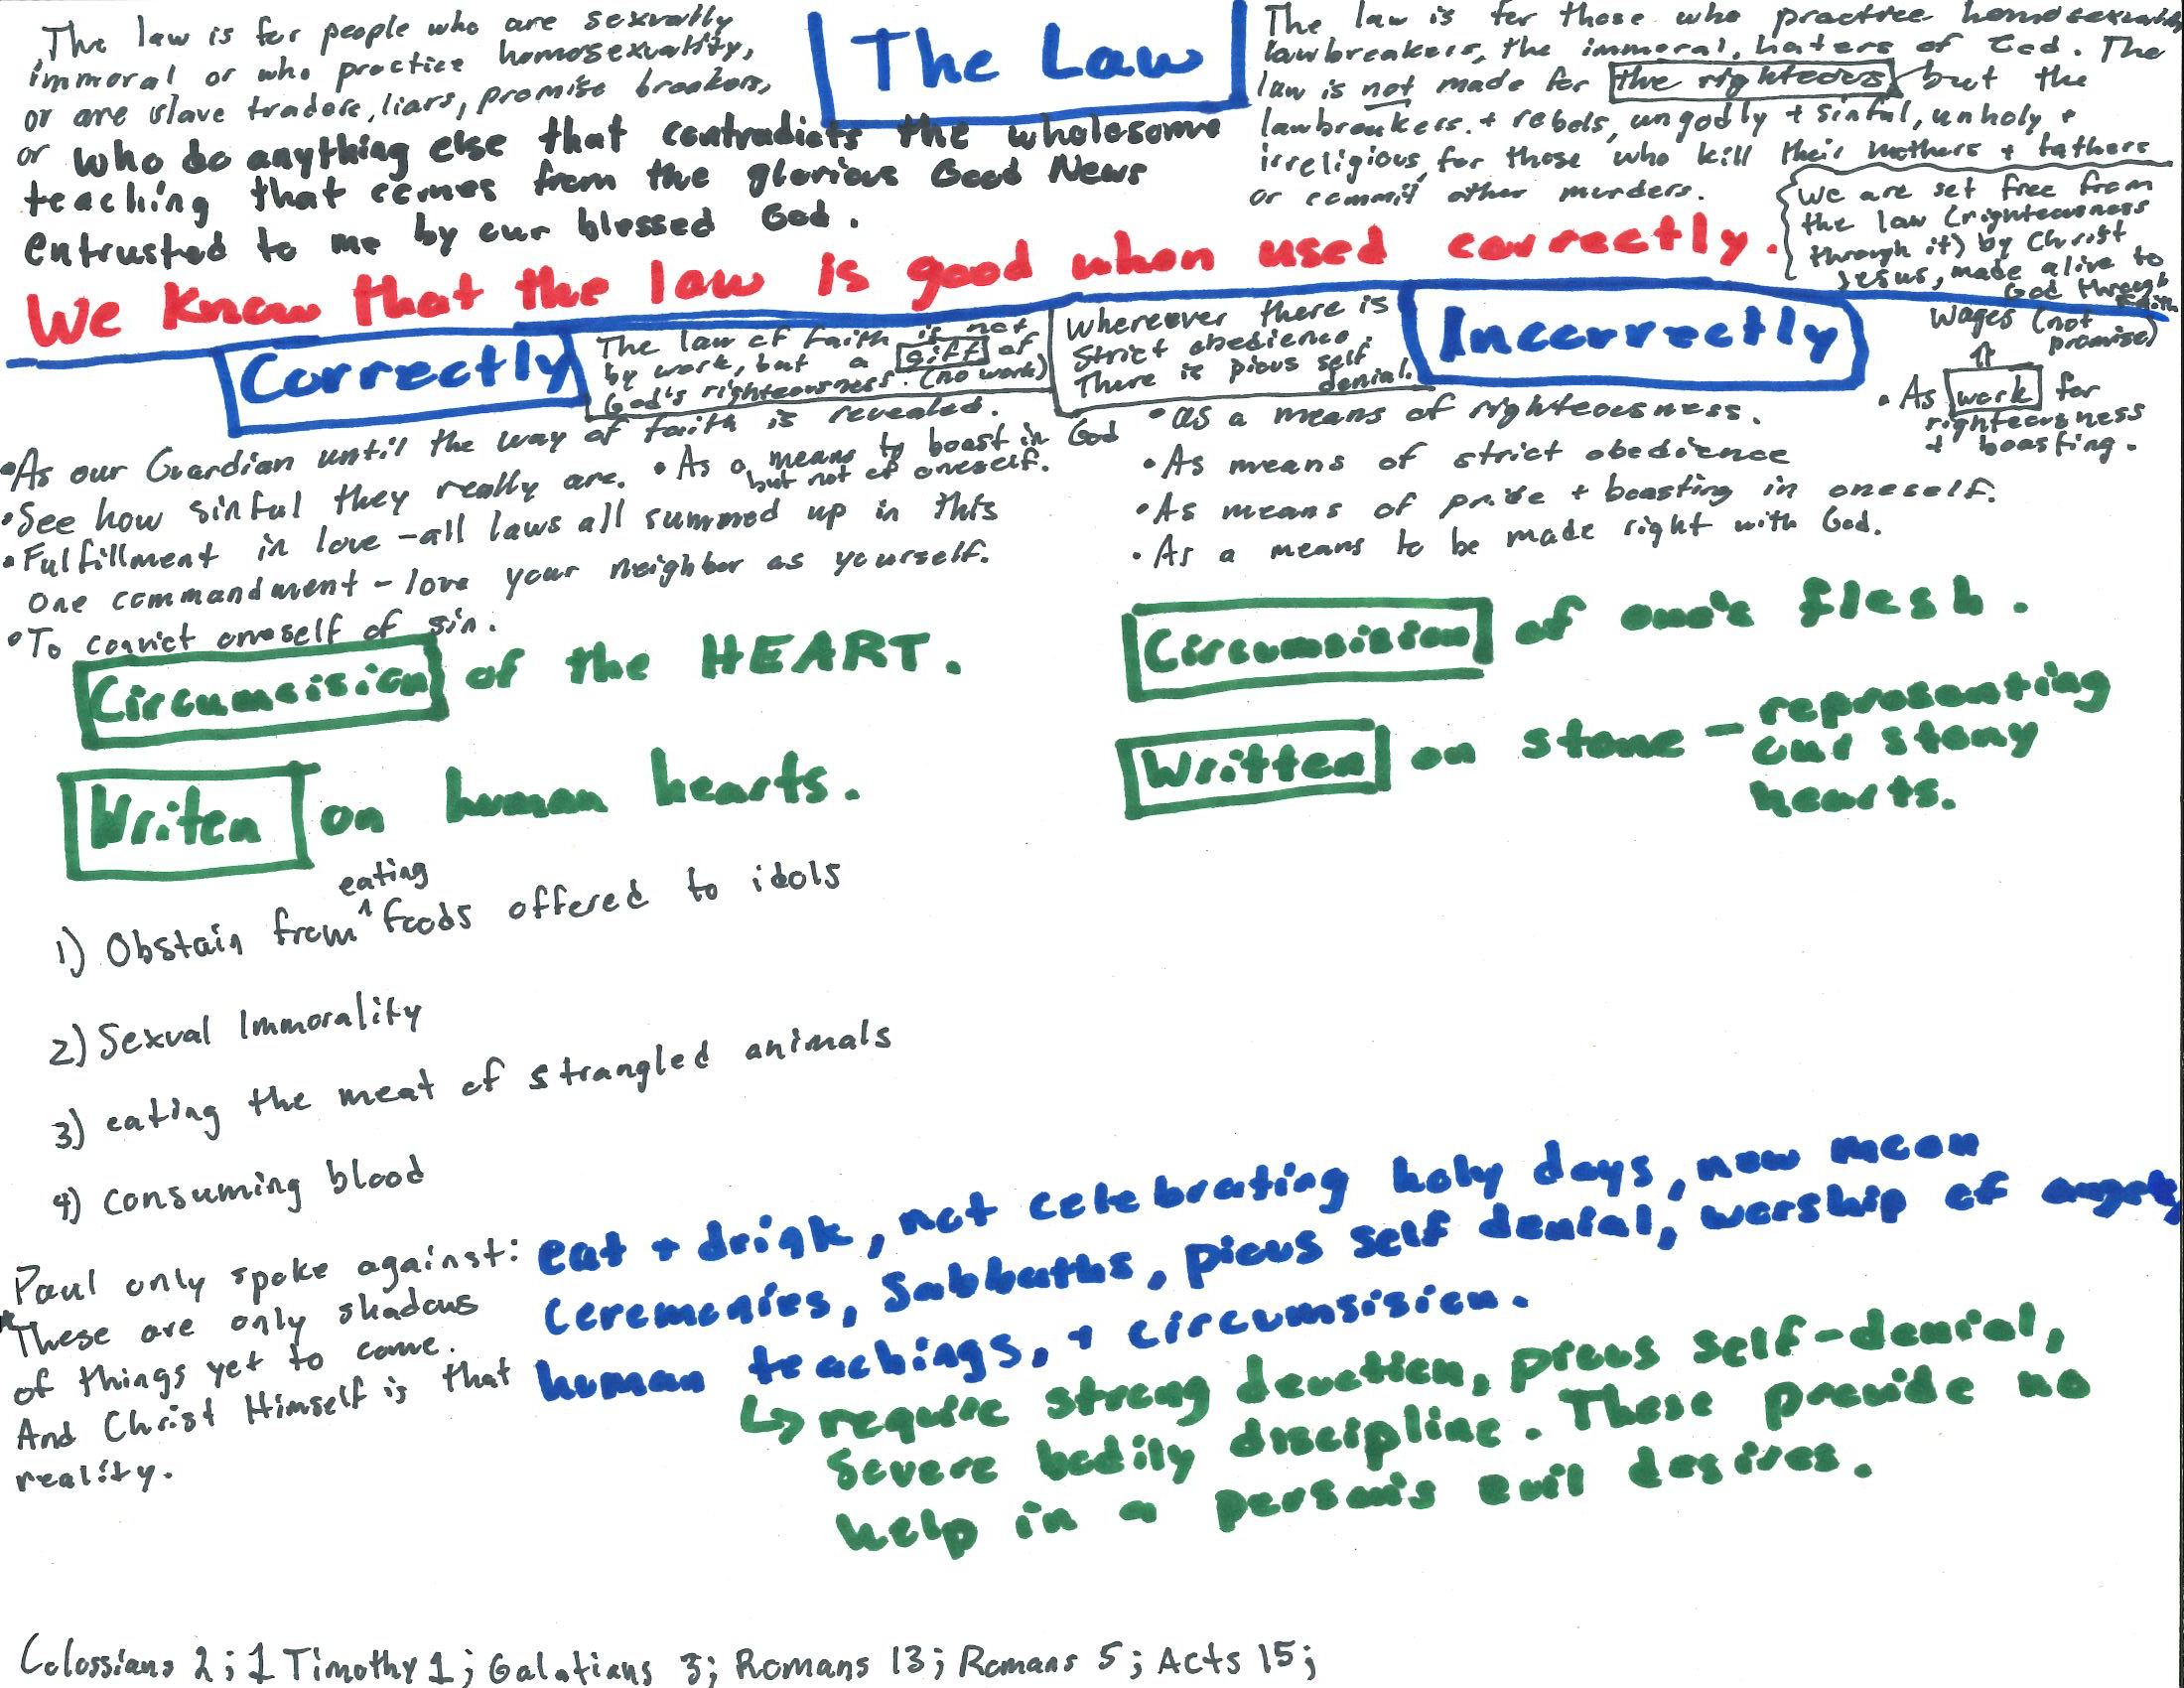 The Law
The law is for people who are sexually
immoral or who practice homosexuality,
or are slave traders, liars, promise breakers,
or who do anything else that contradicts the wholesome
teaching that comes from the glorious Good News
entrusted to me by our blessed God.
The law is for those who practice homosexuality
lawbreakers, the immoral, haters of God. The
law is not made for the righteous but the
lawbreakers. + rebels, ungodly + sinful, unholy +
irreligious, for those who kill their mothers + fathers
or commit other murders.
We are set free from
the law (righteousness
through it) by Christ
Jesus, made alive to
God through
faith
We know that the law is good when used correctly.
Correctly
The law of faith is not
by work, but a gift of
God's righteousness. (no work)
• As our Guardian until the way of faith is revealed.
• See how sinful they really are. • As a means to boast in God
but not of oneself.
• Fulfillment in love - all laws all summed up in this
one commandment - love your neighbor as yourself.
• To convict oneself of sin.
Whereever there is
strict obedience,
There is pious self
denial.
Incorrectly
Wages (not
promise)
• As work for
righteousness
+ boasting.
• as a means of righteousness.
• As means of strict obedience
• As means of pride + boasting in oneself.
• As a means to be made right with God.
Circumcision of the HEART.
Writen on human hearts.
Circumsision of one's flesh.
Written on stone - representing
our stony
hearts.
eating
1) Obstain from ^ foods offered to idols
2) Sexual Immorality
3) eating the meat of strangled animals
4) consuming blood
Paul only spoke against:
*These are only shadows
of things yet to come.
And Christ Himself is that
reality.
eat + drink, not celebrating holy days, new moon
ceremonies, Sabbaths, pious self denial, worship of angels
human teachings, + circumsision.
↳ require strong devotion, pious self-denial,
severe bodily discipline. These provide no
help in a person's evil desires.
Colossians 2; 1 Timothy 1; Galatians 3; Romans 13; Romans 5; Acts 15;